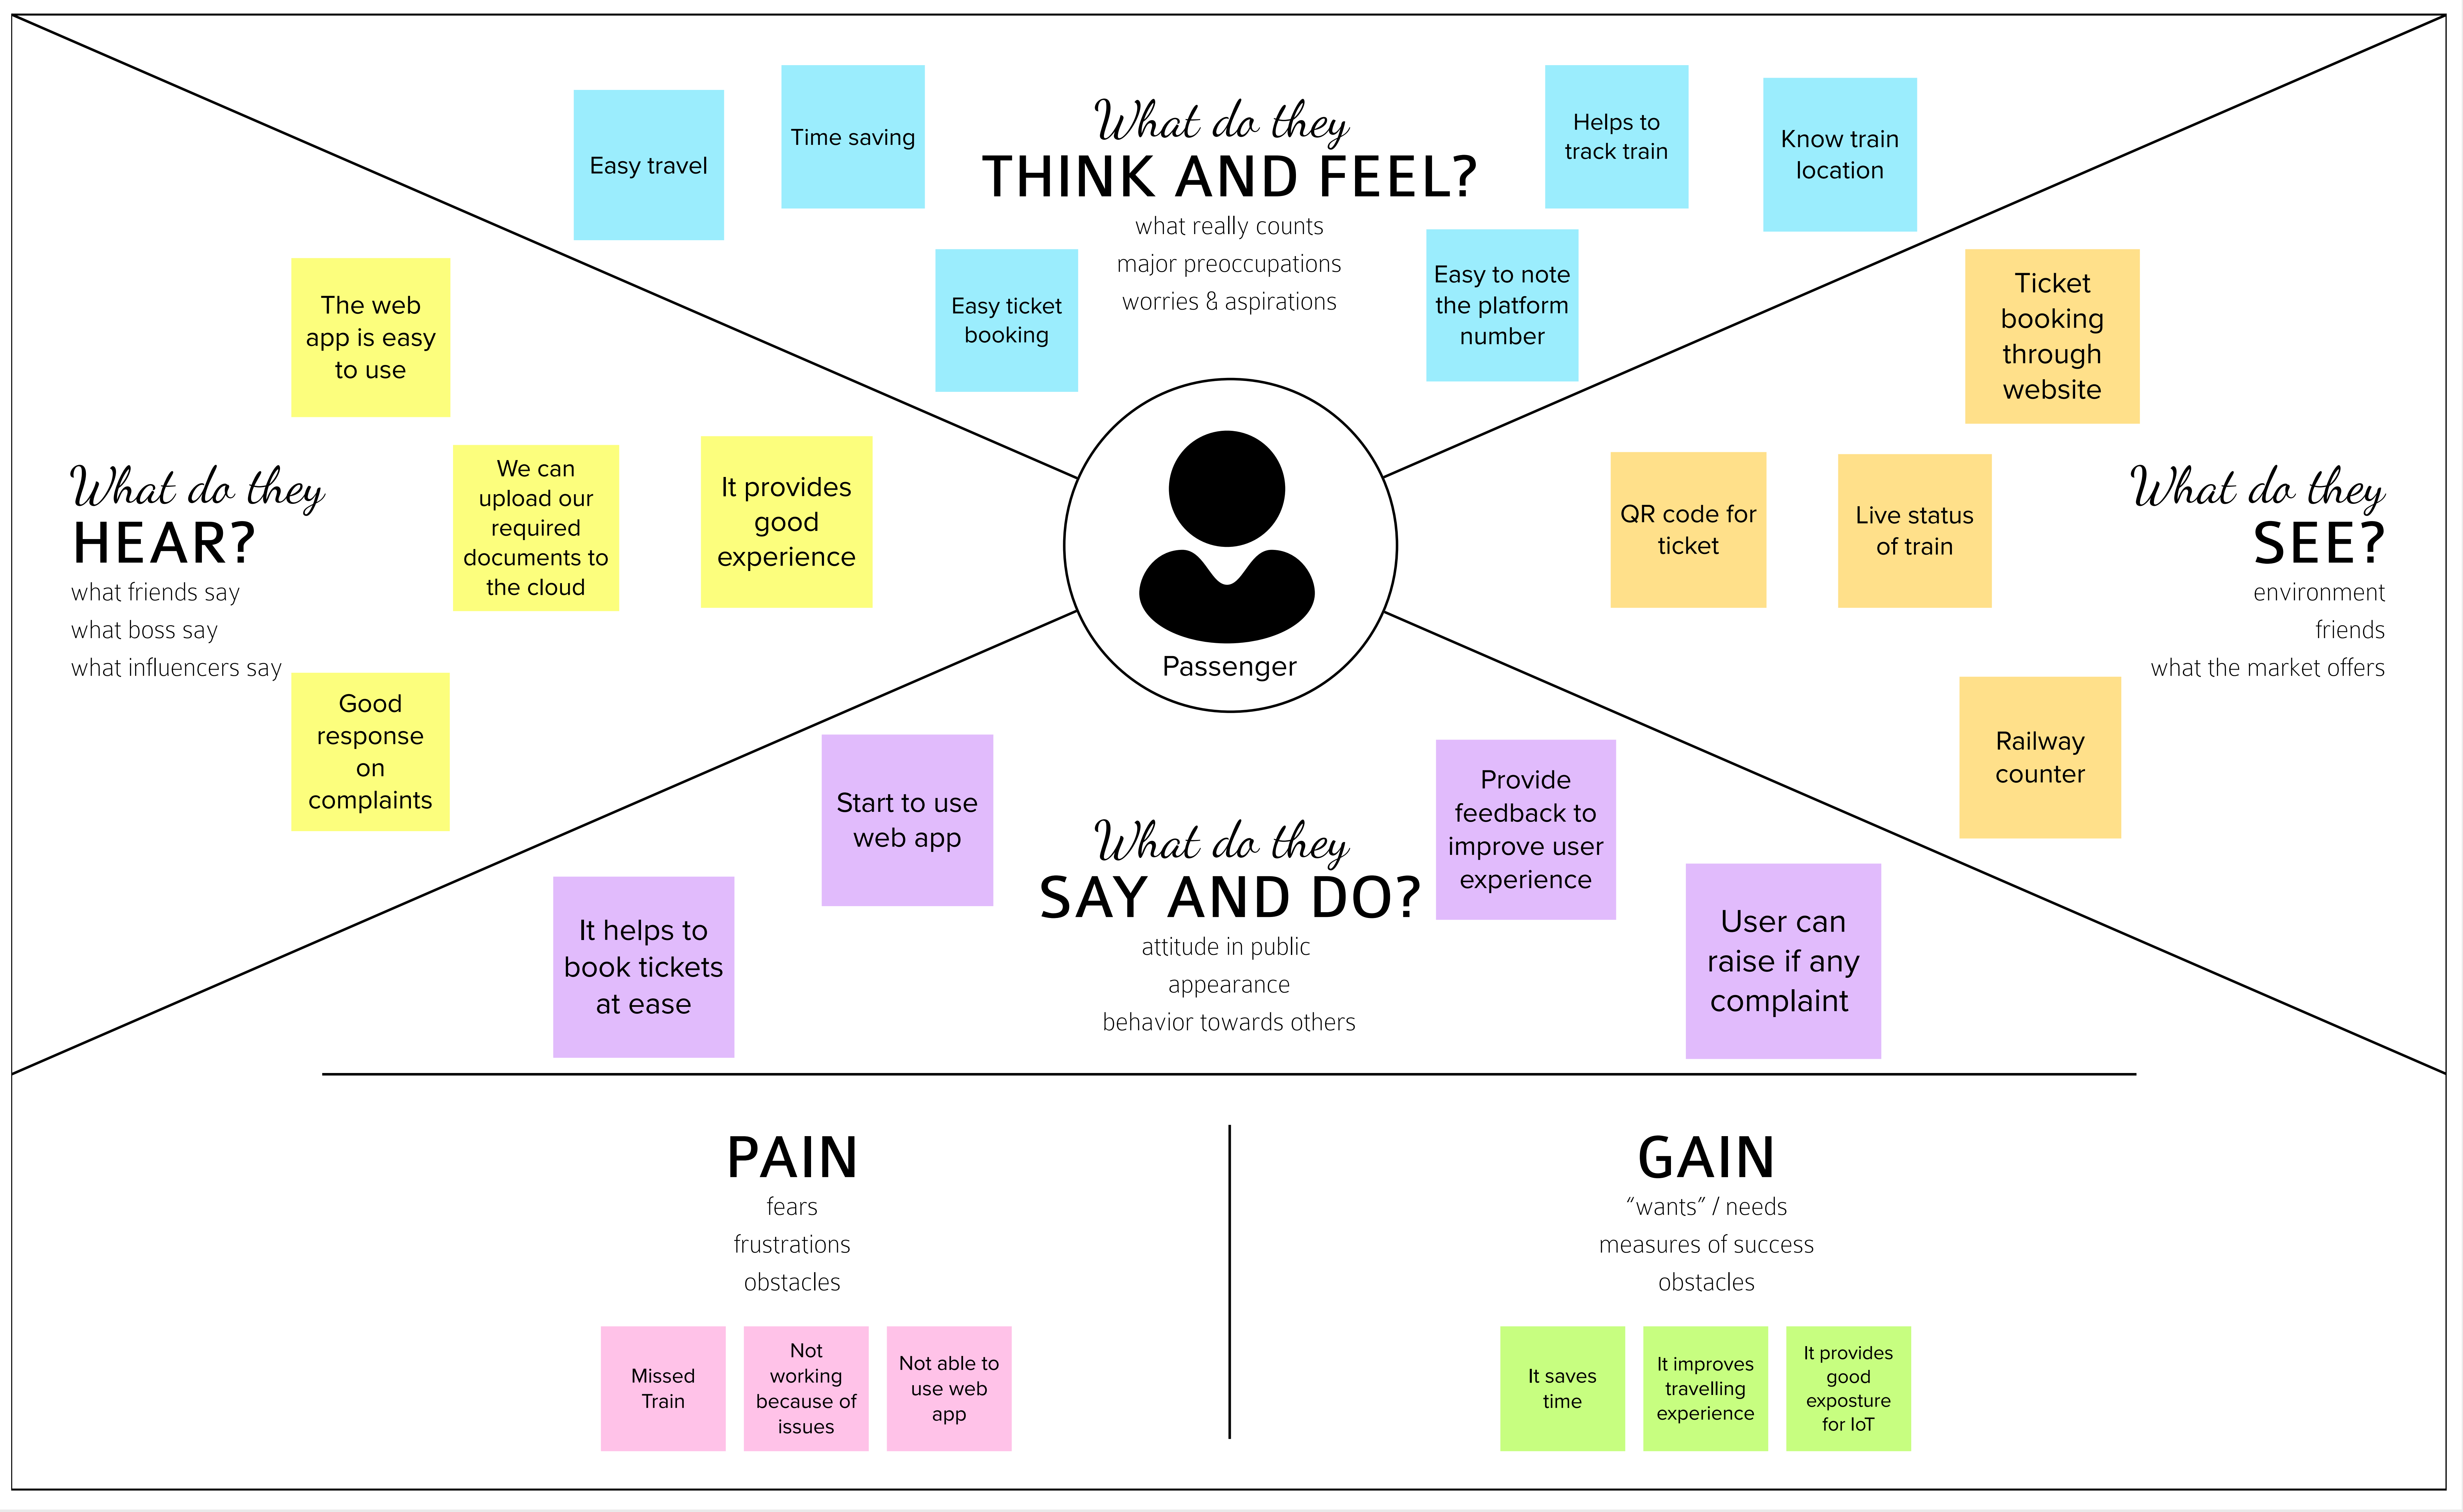 What do they
THINK AND FEEL?
what really counts
major preoccupations
worries & aspirations
Easy travel
Time saving
Easy ticket
booking
Helps to
track train
Know train
location
Easy to note
the platform
number
What do they
HEAR?
what friends say
what boss say
what influencers say
The web
app is easy
to use
We can
upload our
required
documents to
the cloud
It provides
good
experience
Good
response
on
complaints
Passenger
What do they
SEE?
environment
friends
what the market offers
Ticket
booking
through
website
QR code for
ticket
Live status
of train
Railway
counter
What do they
SAY AND DO?
attitude in public
appearance
behavior towards others
Start to use
web app
It helps to
book tickets
at ease
Provide
feedback to
improve user
experience
User can
raise if any
complaint
PAIN
fears
frustrations
obstacles
Missed
Train
Not
working
because of
issues
Not able to
use web
app
GAIN
“wants” / needs
measures of success
obstacles
It saves
time
It improves
travelling
experience
It provides
good
exposture
for IoT